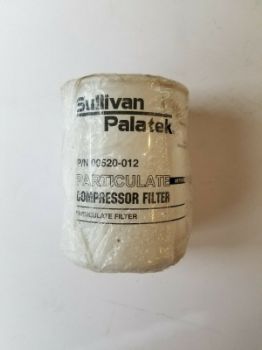 Sullivan
Palatek
P/N 00520-012
PARTICULATE
COMPRESSOR FILTER
PARTICULATE FILTER